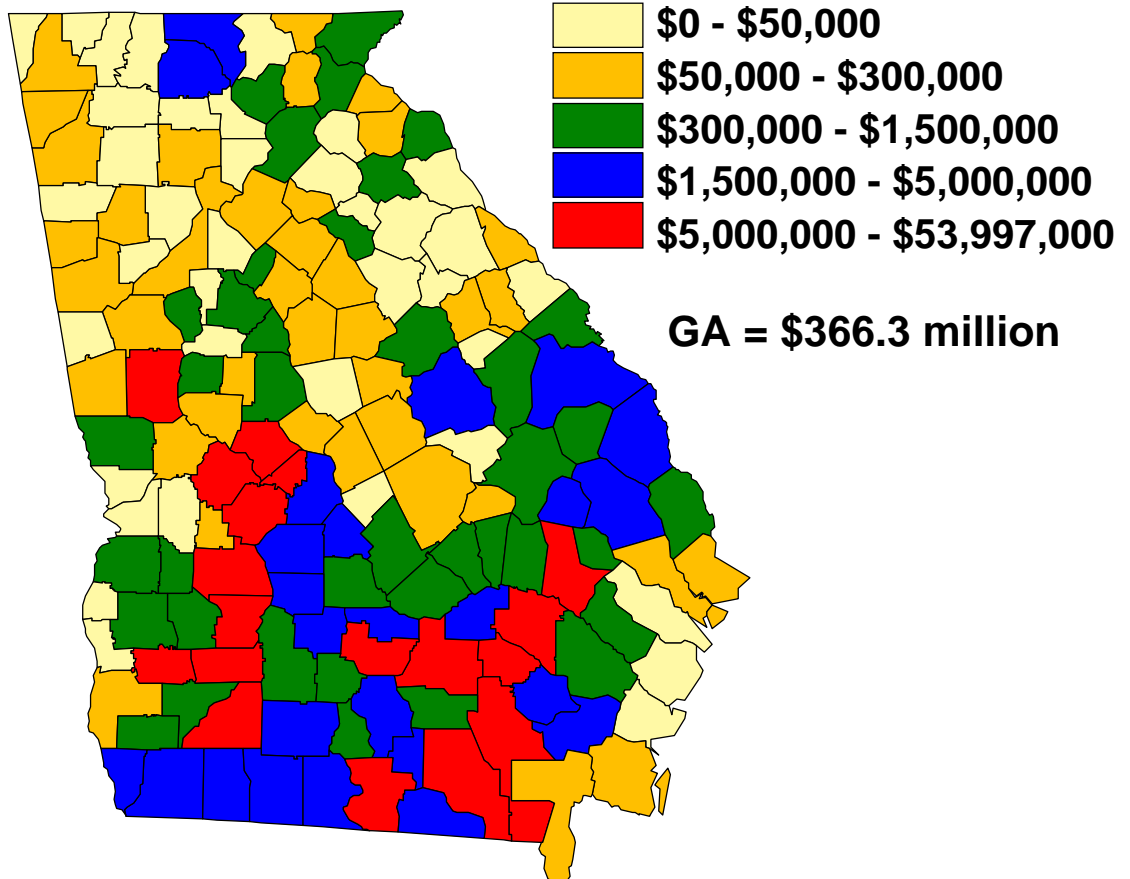 $0 - $50,000
$50,000 - $300,000
$300,000 - $1,500,000
$1,500,000 - $5,000,000
$5,000,000 - $53,997,000
GA = $366.3 million